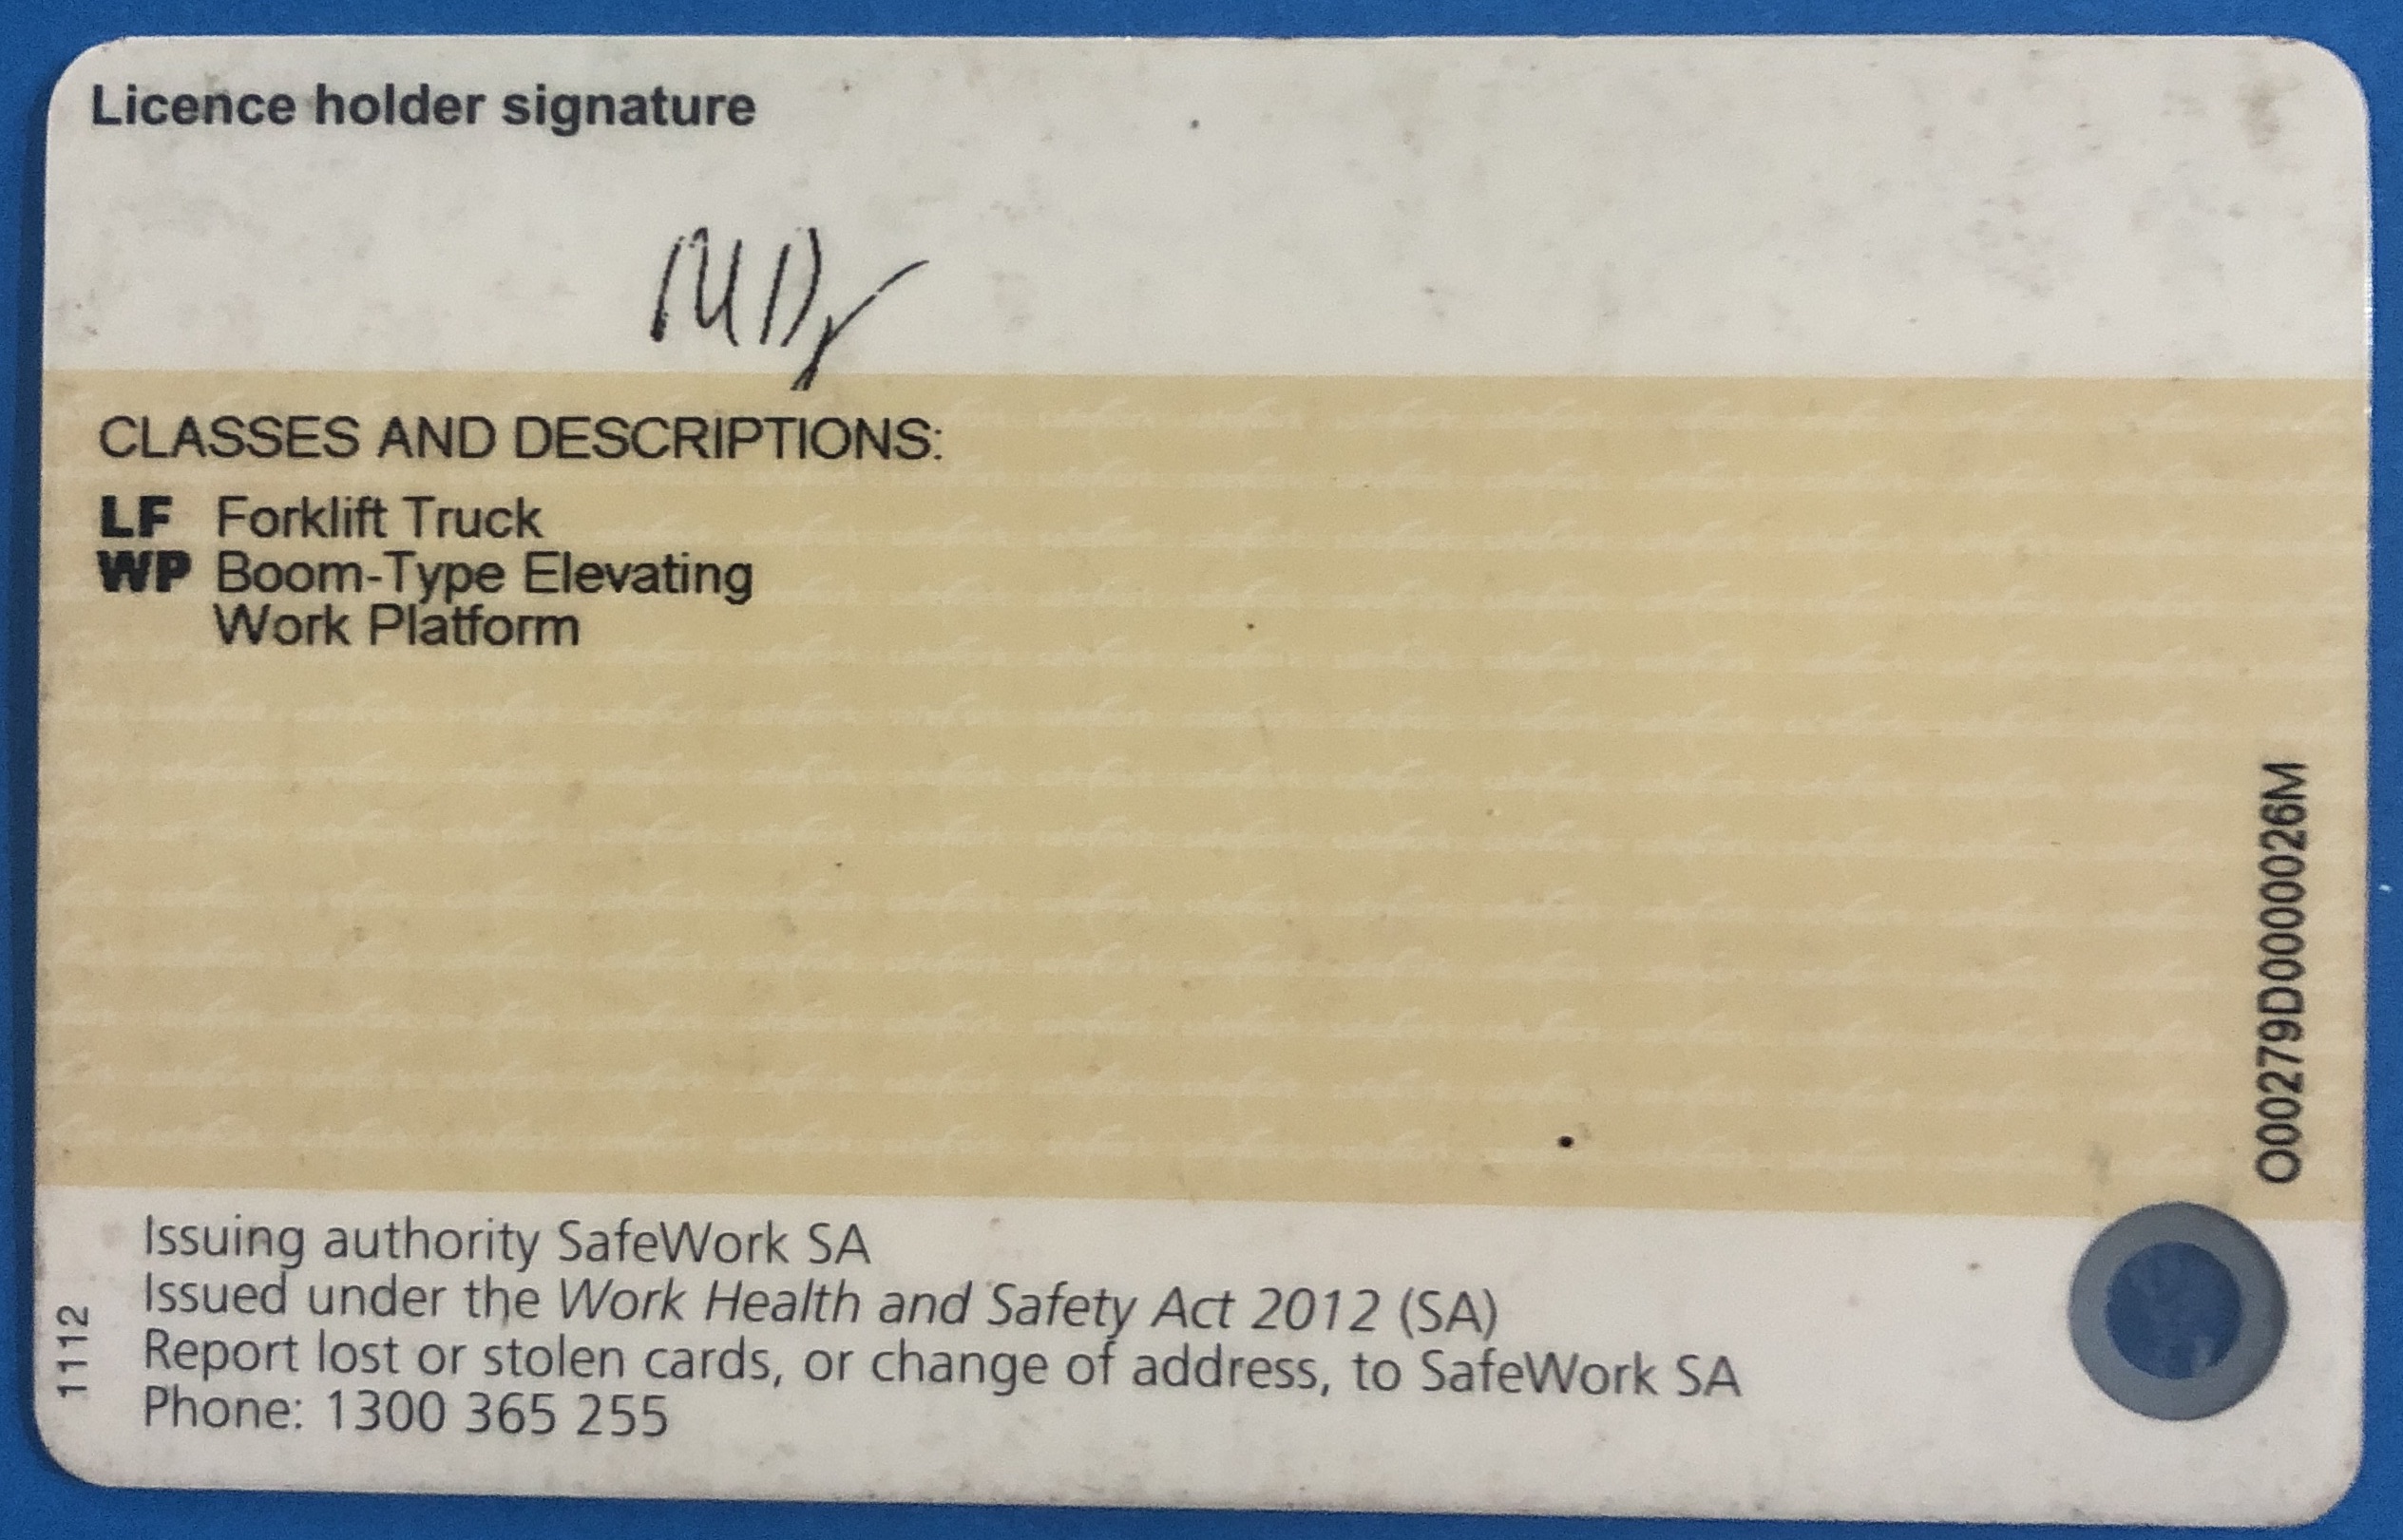 Licence holder signature
CLASSES AND DESCRIPTIONS:
LF Forklift Truck
WP Boom-Type Elevating
Work Platform
O00279D0000026M
Issuing authority SafeWork SA
Issued under the Work Health and Safety Act 2012 (SA)
Report lost or stolen cards, or change of address, to SafeWork SA
Phone: 1300 365 255
1112